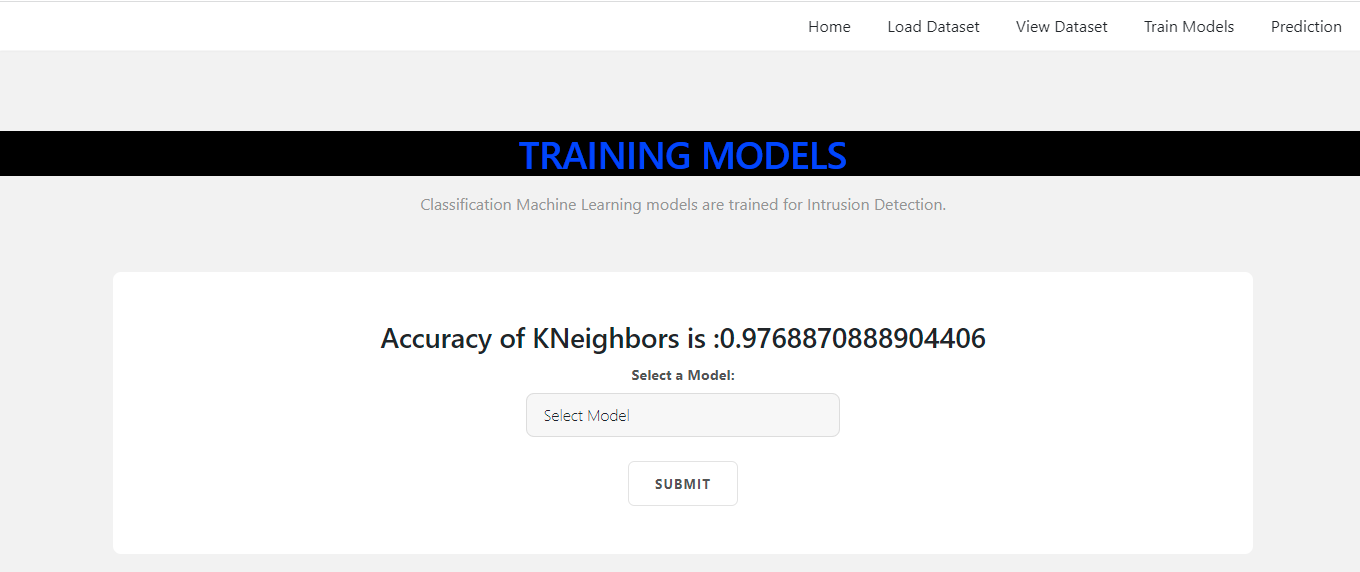 Home Load Dataset View Dataset Train Models Prediction
TRAINING MODELS
Classification Machine Learning models are trained for Intrusion Detection.
Accuracy of KNeighbors is :0.9768870888904406
Select a Model:
Select Model
SUBMIT